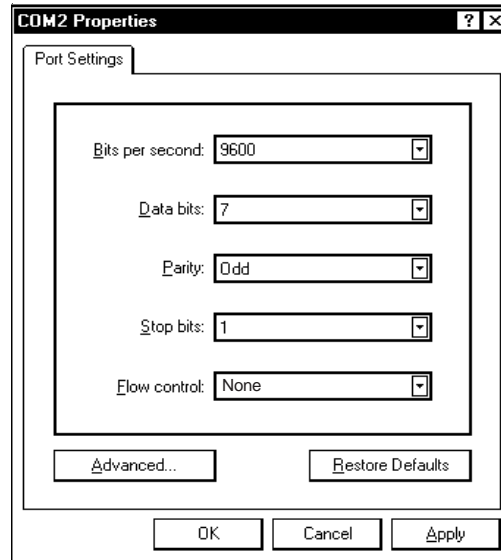 COM2 Properties ? X
Port Settings
Bits per second: 9600
Data bits: 7
Parity: Odd
Stop bits: 1
Flow control: None
Advanced... Restore Defaults
OK Cancel Apply